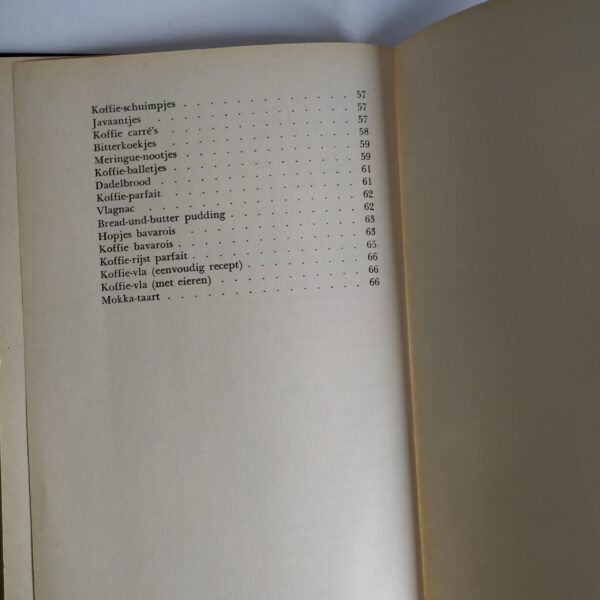 Koffie-schuimpjes . . . . . . . . . . . . 57
Javaantjes . . . . . . . . . . . . 57
Koffie carré's . . . . . . . . . . . . 57
Bitterkoekjes . . . . . . . . . . . . 58
Meringue-nootjes . . . . . . . . . . . . 59
Koffie-balletjes . . . . . . . . . . . . 59
Dadelbrood . . . . . . . . . . . . 61
Koffie-parfait . . . . . . . . . . . . 61
Vlagnac . . . . . . . . . . . . 62
Bread-und-butter pudding . . . . . . . . . 62
Hopjes bavarois . . . . . . . . . . . . 63
Koffie bavarois . . . . . . . . . . . . 63
Koffie-rijst parfait . . . . . . . . . . . . 65
Koffie-vla (eenvoudig recept) . . . . . . . . 66
Koffie-vla (met eieren) . . . . . . . . . . 66
Mokka-taart . . . . . . . . . . . . 66